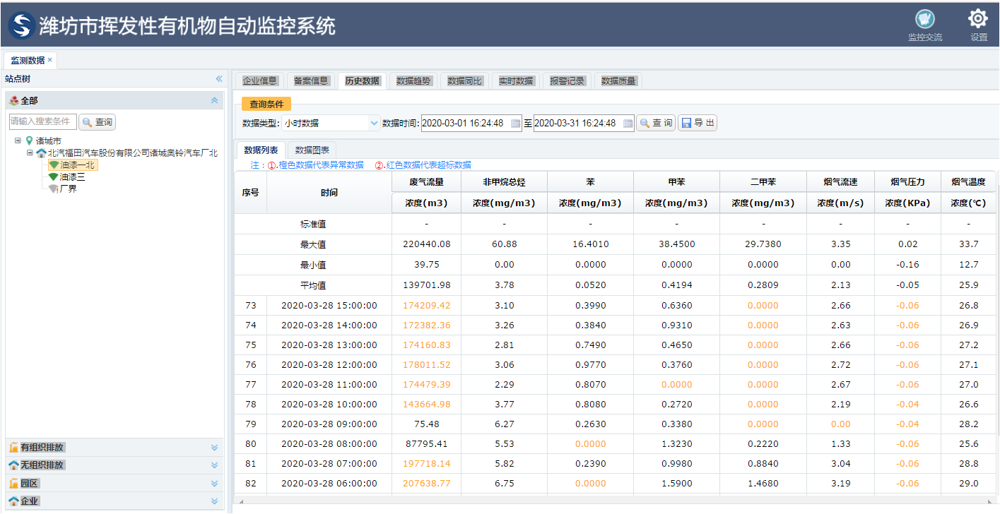 潍坊市挥发性有机物自动监控系统
监控交流 设置
监测数据 ×
站点树
全部
请输入搜索条件 查询
诸城市
北汽福田汽车股份有限公司诸城奥铃汽车厂北
油漆一北
油漆三
厂界
有组织排放
无组织排放
园区
企业
企业信息 备案信息 历史数据 数据趋势 数据同比 实时数据 报警记录 数据质量
查询条件
数据类型: 小时数据 数据时间: 2020-03-01 16:24:48 至 2020-03-31 16:24:48 查 询 导 出
数据列表 数据图表
注：①.橙色数据代表异常数据 ②.红色数据代表超标数据
序号 时间 废气流量 非甲烷总烃 苯 甲苯 二甲苯 烟气流速 烟气压力 烟气温度
浓度(m3) 浓度(mg/m3) 浓度(mg/m3) 浓度(mg/m3) 浓度(mg/m3) 浓度(m/s) 浓度(KPa) 浓度(℃)
标准值 - - - - - - - -
最大值 220440.08 60.88 16.4010 38.4500 29.7380 3.35 0.02 33.7
最小值 39.75 0.00 0.0000 0.0000 0.0000 0.00 -0.16 12.7
平均值 139701.98 3.78 0.0520 0.4194 0.2809 2.13 -0.05 25.9
73 2020-03-28 15:00:00 174209.42 3.10 0.3990 0.6360 0.0000 2.66 -0.06 26.8
74 2020-03-28 14:00:00 172382.36 3.26 0.3840 0.9310 0.0000 2.63 -0.06 26.9
75 2020-03-28 13:00:00 174160.83 2.81 0.7490 0.4650 0.0000 2.66 -0.06 27.2
76 2020-03-28 12:00:00 178011.52 3.06 0.9770 0.3760 0.0000 2.72 -0.06 27.1
77 2020-03-28 11:00:00 174479.39 2.29 0.8070 0.0000 0.0000 2.67 -0.06 27.0
78 2020-03-28 10:00:00 143664.98 3.77 0.8080 0.2720 0.0000 2.19 -0.04 26.6
79 2020-03-28 09:00:00 75.48 6.27 0.2630 0.3380 0.0000 0.00 -0.04 28.2
80 2020-03-28 08:00:00 87795.41 5.53 0.0000 1.3230 0.2220 1.33 -0.06 25.6
81 2020-03-28 07:00:00 197718.14 5.82 0.2390 0.9980 0.8840 3.04 -0.06 28.8
82 2020-03-28 06:00:00 207638.77 6.75 0.0000 1.5900 1.4680 3.19 -0.06 29.0